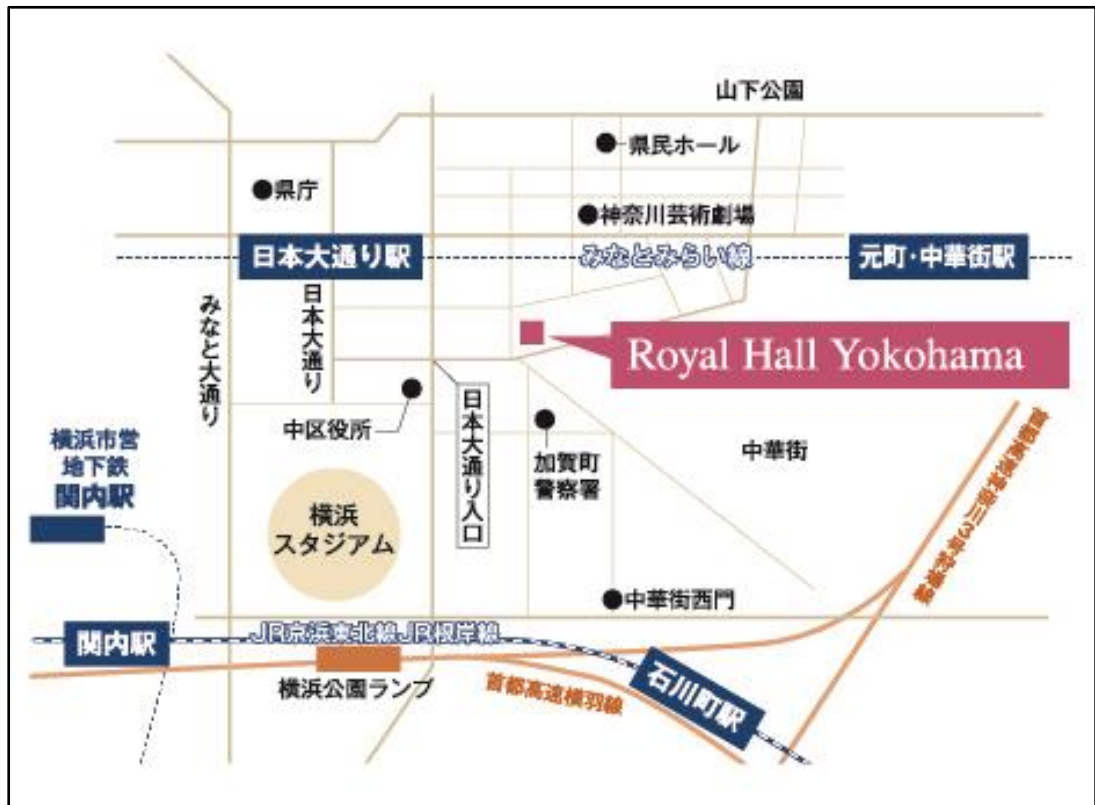 山下公園
県民ホール
県庁
神奈川芸術劇場
日本大通り駅
みなとみらい線
元町・中華街駅
みなと大通り
日本大通り
Royal Hall Yokohama
中区役所
日本大通り入口
加賀町
警察署
中華街
横浜市営
地下鉄
関内駅
横浜
スタジアム
中華街西門
関内駅
JR京浜東北線JR根岸線
横浜公園ランプ
首都高速横羽線
石川町駅